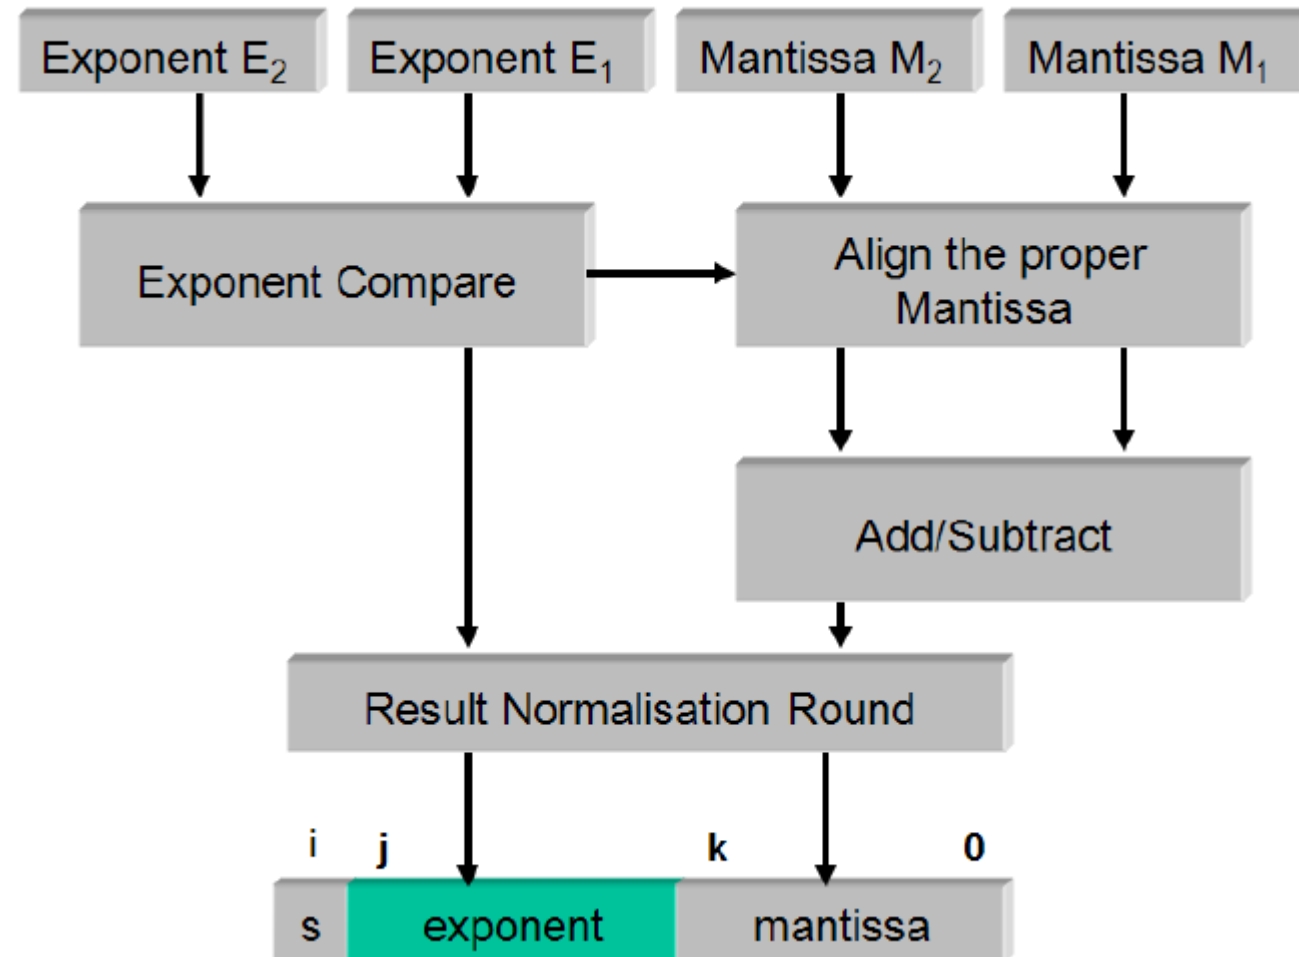 Exponent E₂ Exponent E₁ Mantissa M₂ Mantissa M₁
Exponent Compare
Align the proper
Mantissa
Add/Subtract
Result Normalisation Round
i j k 0
s exponent mantissa